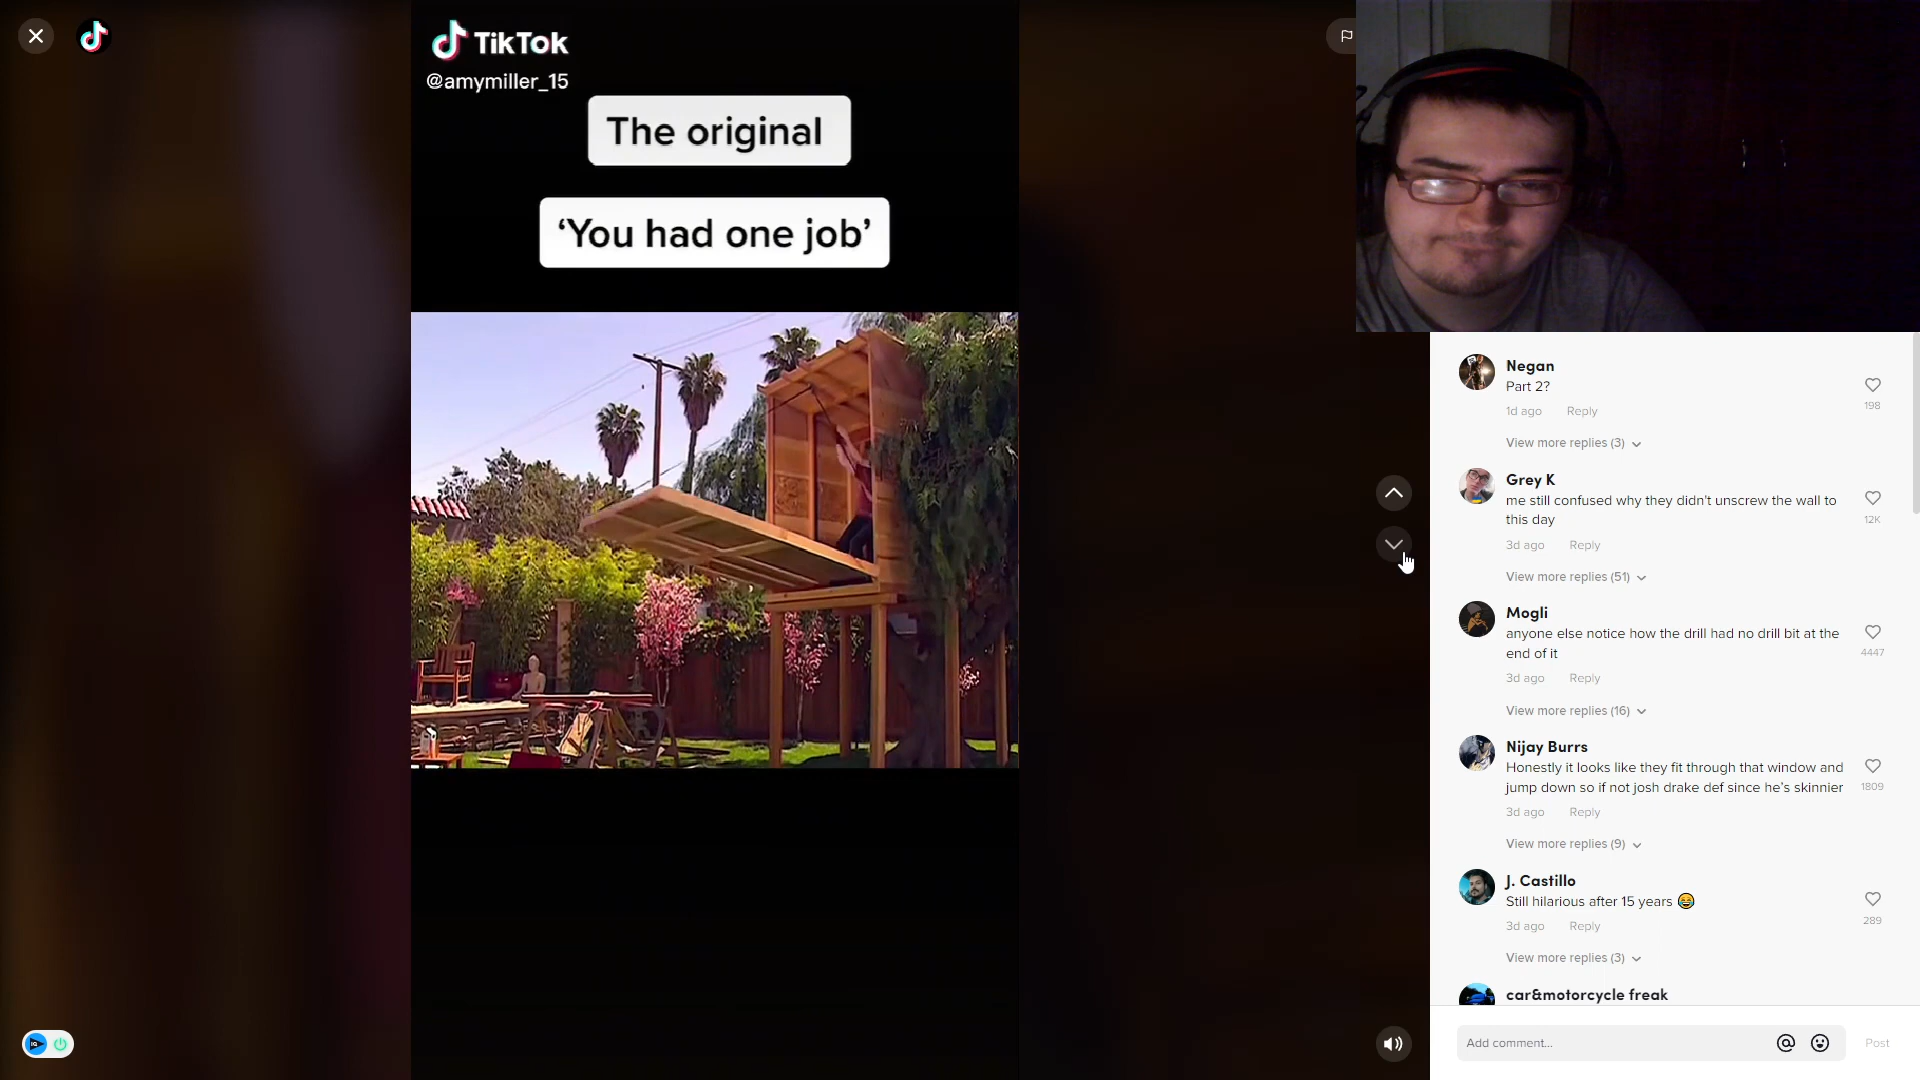 TikTok
@amymiller_15
The original
‘You had one job’
Negan
Part 2?
1d ago Reply
198
View more replies (3)
Grey K
me still confused why they didn't unscrew the wall to
this day
12K
3d ago Reply
View more replies (51)
Mogli
anyone else notice how the drill had no drill bit at the
end of it
4447
3d ago Reply
View more replies (16)
Nijay Burrs
Honestly it looks like they fit through that window and
jump down so if not josh drake def since he's skinnier
1809
3d ago Reply
View more replies (9)
J. Castillo
Still hilarious after 15 years 😂
289
3d ago Reply
View more replies (3)
car&motorcycle freak
Add comment...
Post